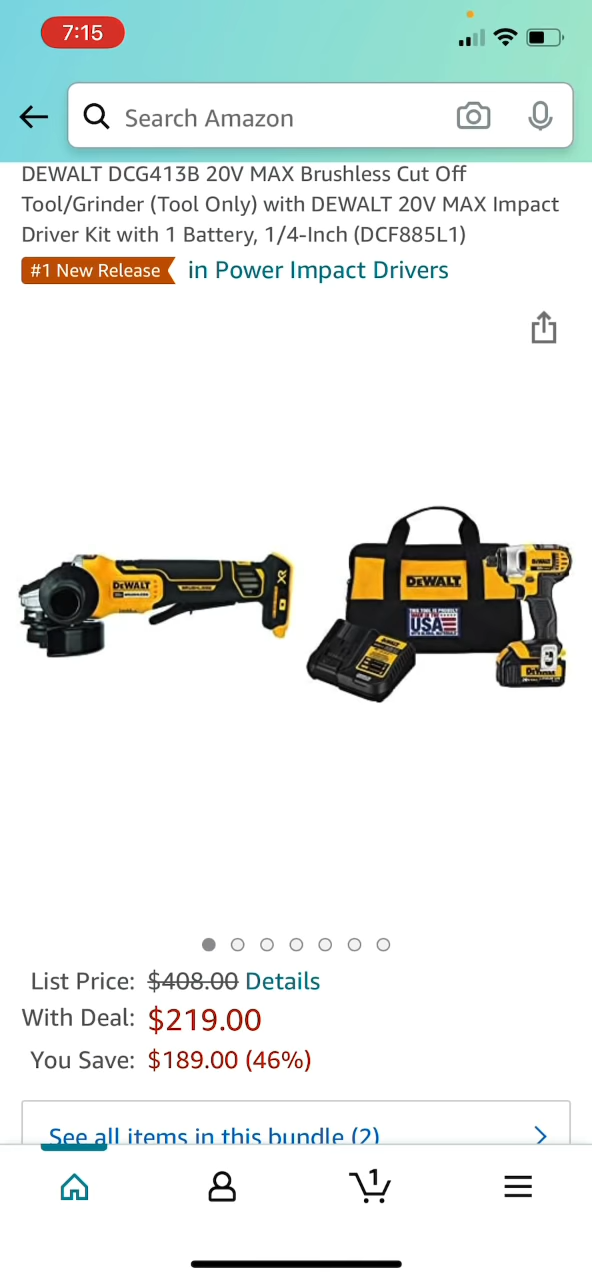 7:15
Search Amazon
DEWALT DCG413B 20V MAX Brushless Cut Off
Tool/Grinder (Tool Only) with DEWALT 20V MAX Impact
Driver Kit with 1 Battery, 1/4-Inch (DCF885L1)
#1 New Release in Power Impact Drivers
DEWALT
XR
DEWALT
USA
DEWALT
DEWALT
List Price: $408.00 Details
With Deal: $219.00
You Save: $189.00 (46%)
See all items in this bundle (2)
1